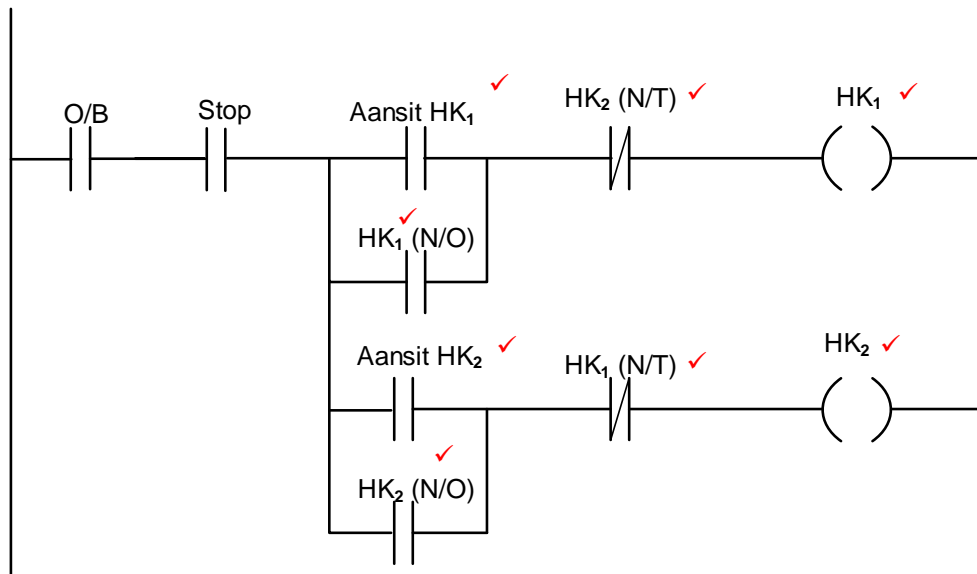 O/B
Stop
Aansit HK₁
HK₂ (N/T)
HK₁
HK₁ (N/O)
Aansit HK₂
HK₁ (N/T)
HK₂
HK₂ (N/O)